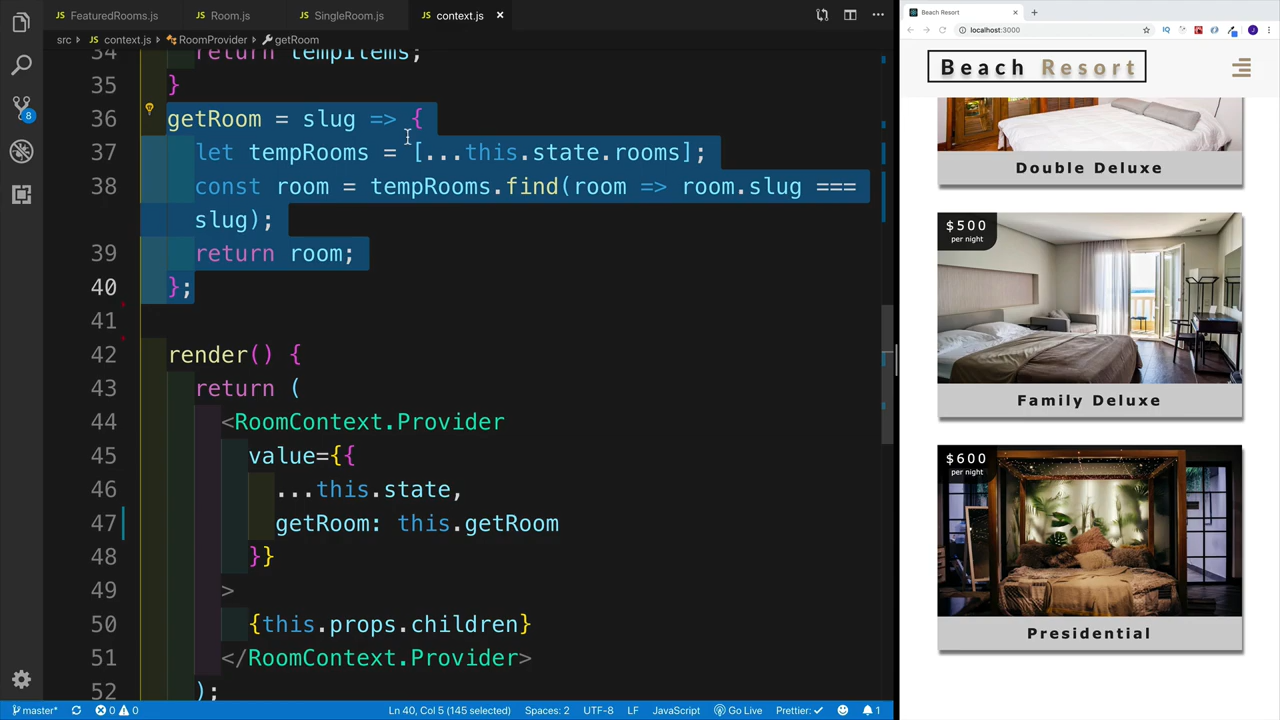 FeaturedRooms.js
Room.js
SingleRoom.js
context.js
src > context.js > RoomProvider > getRoom
34 return tempItems;
35 }
36 getRoom = slug => {
37 let tempRooms = [...this.state.rooms];
38 const room = tempRooms.find(room => room.slug ===
slug);
39 return room;
40 };
41
42 render() {
43 return (
44 <RoomContext.Provider
45 value={{
46 ...this.state,
47 getRoom: this.getRoom
48 }}
49 >
50 {this.props.children}
51 </RoomContext.Provider>
52 );
8
master*
0
0
Ln 40, Col 5 (145 selected)
Spaces: 2
UTF-8
LF
JavaScript
Go Live
Prettier: ✓
1
Beach Resort
localhost:3000
IQ
J
Beach Resort
Double Deluxe
$500
per night
Family Deluxe
$600
per night
Presidential